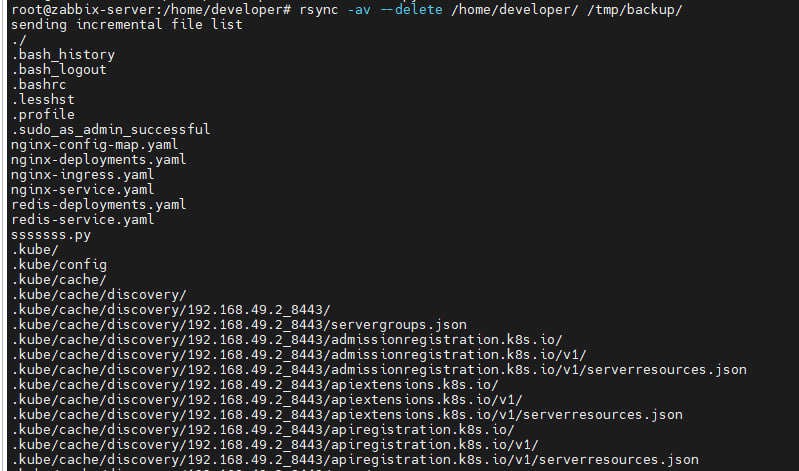 root@zabbix-server:/home/developer# rsync -av --delete /home/developer/ /tmp/backup/
sending incremental file list
./
.bash_history
.bash_logout
.bashrc
.lesshst
.profile
.sudo_as_admin_successful
nginx-config-map.yaml
nginx-deployments.yaml
nginx-ingress.yaml
nginx-service.yaml
redis-deployments.yaml
redis-service.yaml
sssssss.py
.kube/
.kube/config
.kube/cache/
.kube/cache/discovery/
.kube/cache/discovery/192.168.49.2_8443/
.kube/cache/discovery/192.168.49.2_8443/servergroups.json
.kube/cache/discovery/192.168.49.2_8443/admissionregistration.k8s.io/
.kube/cache/discovery/192.168.49.2_8443/admissionregistration.k8s.io/v1/
.kube/cache/discovery/192.168.49.2_8443/admissionregistration.k8s.io/v1/serverresources.json
.kube/cache/discovery/192.168.49.2_8443/apiextensions.k8s.io/
.kube/cache/discovery/192.168.49.2_8443/apiextensions.k8s.io/v1/
.kube/cache/discovery/192.168.49.2_8443/apiextensions.k8s.io/v1/serverresources.json
.kube/cache/discovery/192.168.49.2_8443/apiregistration.k8s.io/
.kube/cache/discovery/192.168.49.2_8443/apiregistration.k8s.io/v1/
.kube/cache/discovery/192.168.49.2_8443/apiregistration.k8s.io/v1/serverresources.json